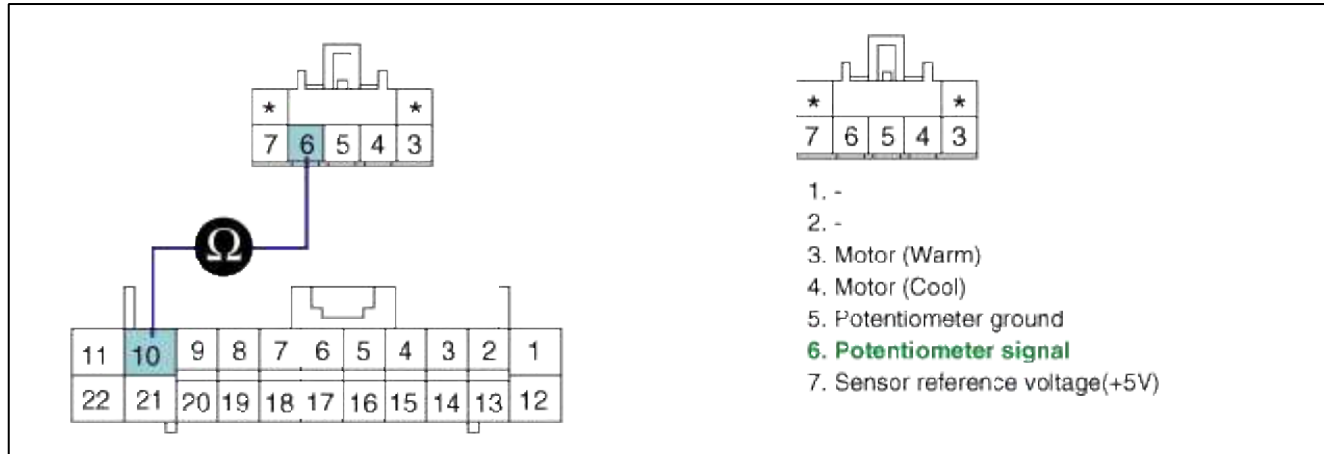 * *
7 6 5 4 3
Ω
11 10 9 8 7 6 5 4 3 2 1
22 21 20 19 18 17 16 15 14 13 12
* *
7 6 5 4 3
1. -
2. -
3. Motor (Warm)
4. Motor (Cool)
5. Potentiometer ground
6. Potentiometer signal
7. Sensor reference voltage(+5V)